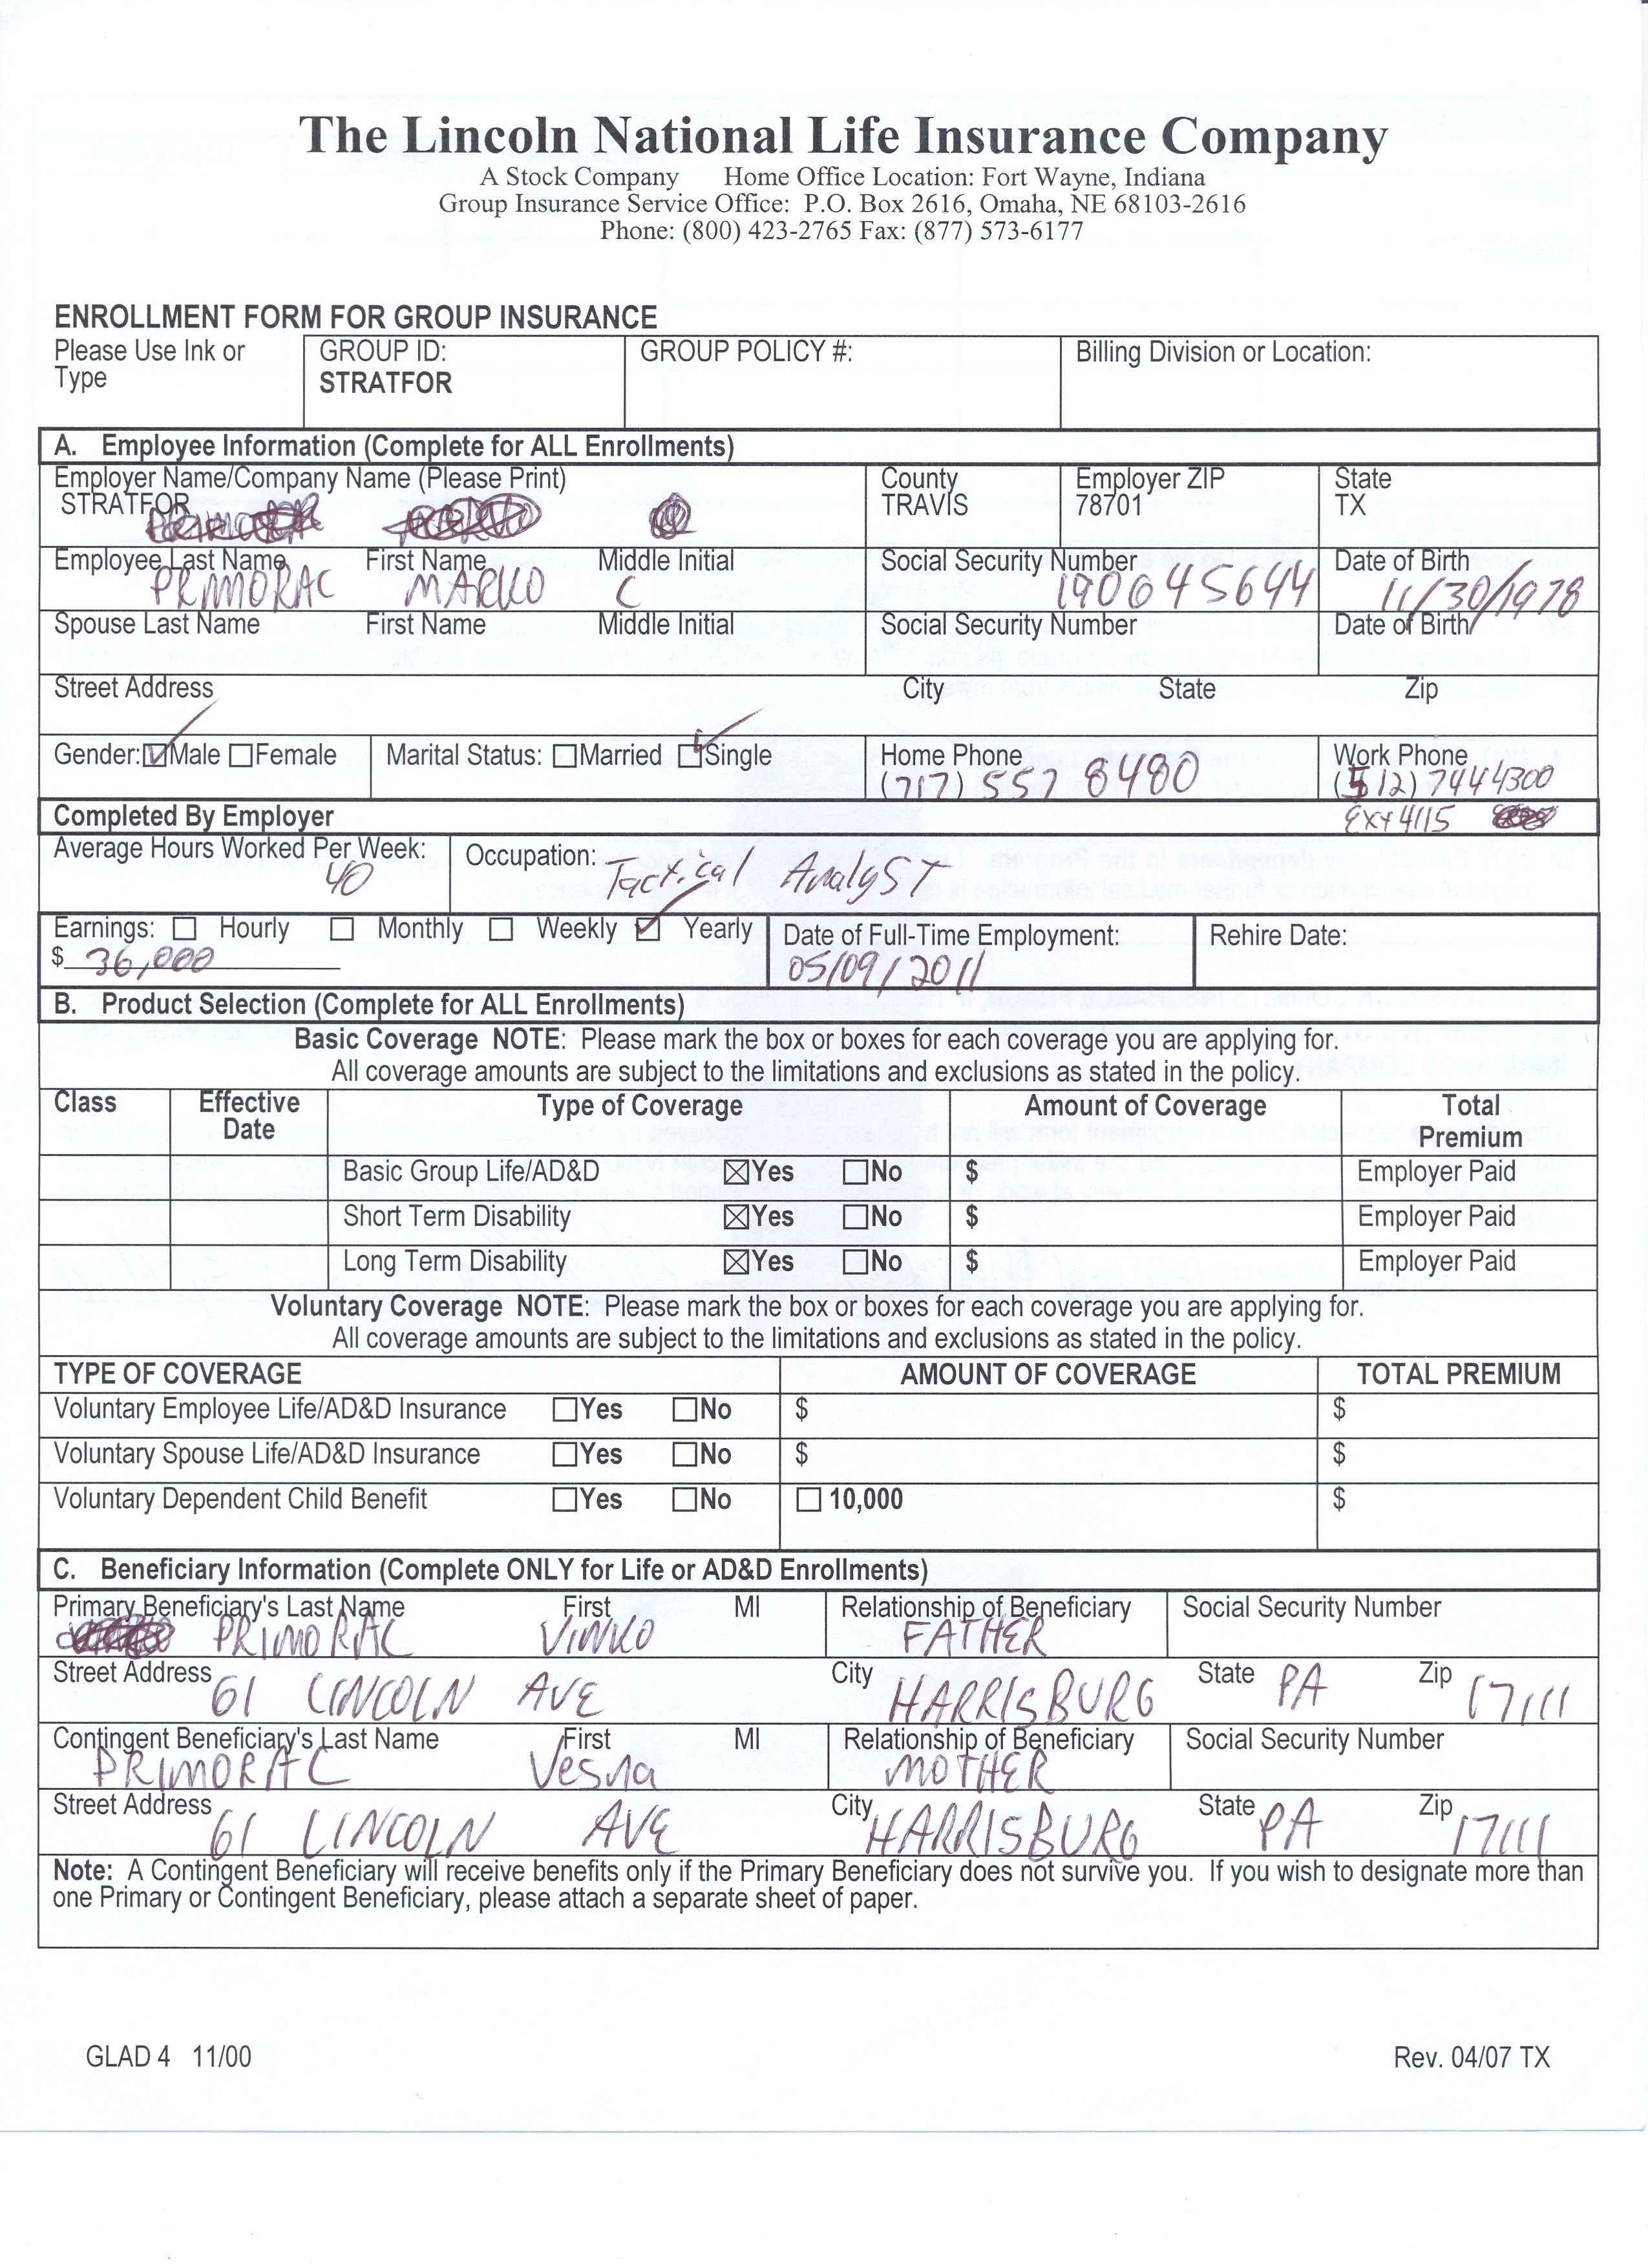 The Lincoln National Life Insurance Company
A Stock Company Home Office Location: Fort Wayne, Indiana
Group Insurance Service Office: P.O. Box 2616, Omaha, NE 68103-2616
Phone: (800) 423-2765 Fax: (877) 573-6177
ENROLLMENT FORM FOR GROUP INSURANCE
Please Use Ink or GROUP ID: GROUP POLICY #: Billing Division or Location:
Type STRATFOR
A. Employee Information (Complete for ALL Enrollments)
Employer Name/Company Name (Please Print) County Employer ZIP State
STRATFOR TRAVIS 78701 TX
Employee Last Name First Name Middle Initial Social Security Number Date of Birth
PRIMORAC MARKO C 190645644 11/30/1978
Spouse Last Name First Name Middle Initial Social Security Number Date of Birth
Street Address City State Zip
Gender: Male Female Marital Status: Married Single Home Phone Work Phone
(717) 557 8480 (512) 7444300
Completed By Employer Ext 4115
Average Hours Worked Per Week: Occupation: Tactical Analyst
40
Earnings: Hourly Monthly Weekly Yearly Date of Full-Time Employment: Rehire Date:
$ 36,000 05/09/2011
B. Product Selection (Complete for ALL Enrollments)
Basic Coverage NOTE: Please mark the box or boxes for each coverage you are applying for.
All coverage amounts are subject to the limitations and exclusions as stated in the policy.
Class Effective Type of Coverage Amount of Coverage Total
Date Premium
Basic Group Life/AD&D Yes No $ Employer Paid
Short Term Disability Yes No $ Employer Paid
Long Term Disability Yes No $ Employer Paid
Voluntary Coverage NOTE: Please mark the box or boxes for each coverage you are applying for.
All coverage amounts are subject to the limitations and exclusions as stated in the policy.
TYPE OF COVERAGE AMOUNT OF COVERAGE TOTAL PREMIUM
Voluntary Employee Life/AD&D Insurance Yes No $ $
Voluntary Spouse Life/AD&D Insurance Yes No $ $
Voluntary Dependent Child Benefit Yes No 10,000 $
C. Beneficiary Information (Complete ONLY for Life or AD&D Enrollments)
Primary Beneficiary's Last Name First MI Relationship of Beneficiary Social Security Number
PRIMORAC VINKO FATHER
Street Address 61 LINCOLN AVE City HARRISBURG State PA Zip 17111
Contingent Beneficiary's Last Name First MI Relationship of Beneficiary Social Security Number
PRIMORAC Vesna MOTHER
Street Address 61 LINCOLN AVE City HARRISBURG State PA Zip 17111
Note: A Contingent Beneficiary will receive benefits only if the Primary Beneficiary does not survive you. If you wish to designate more than
one Primary or Contingent Beneficiary, please attach a separate sheet of paper.
GLAD 4 11/00 Rev. 04/07 TX